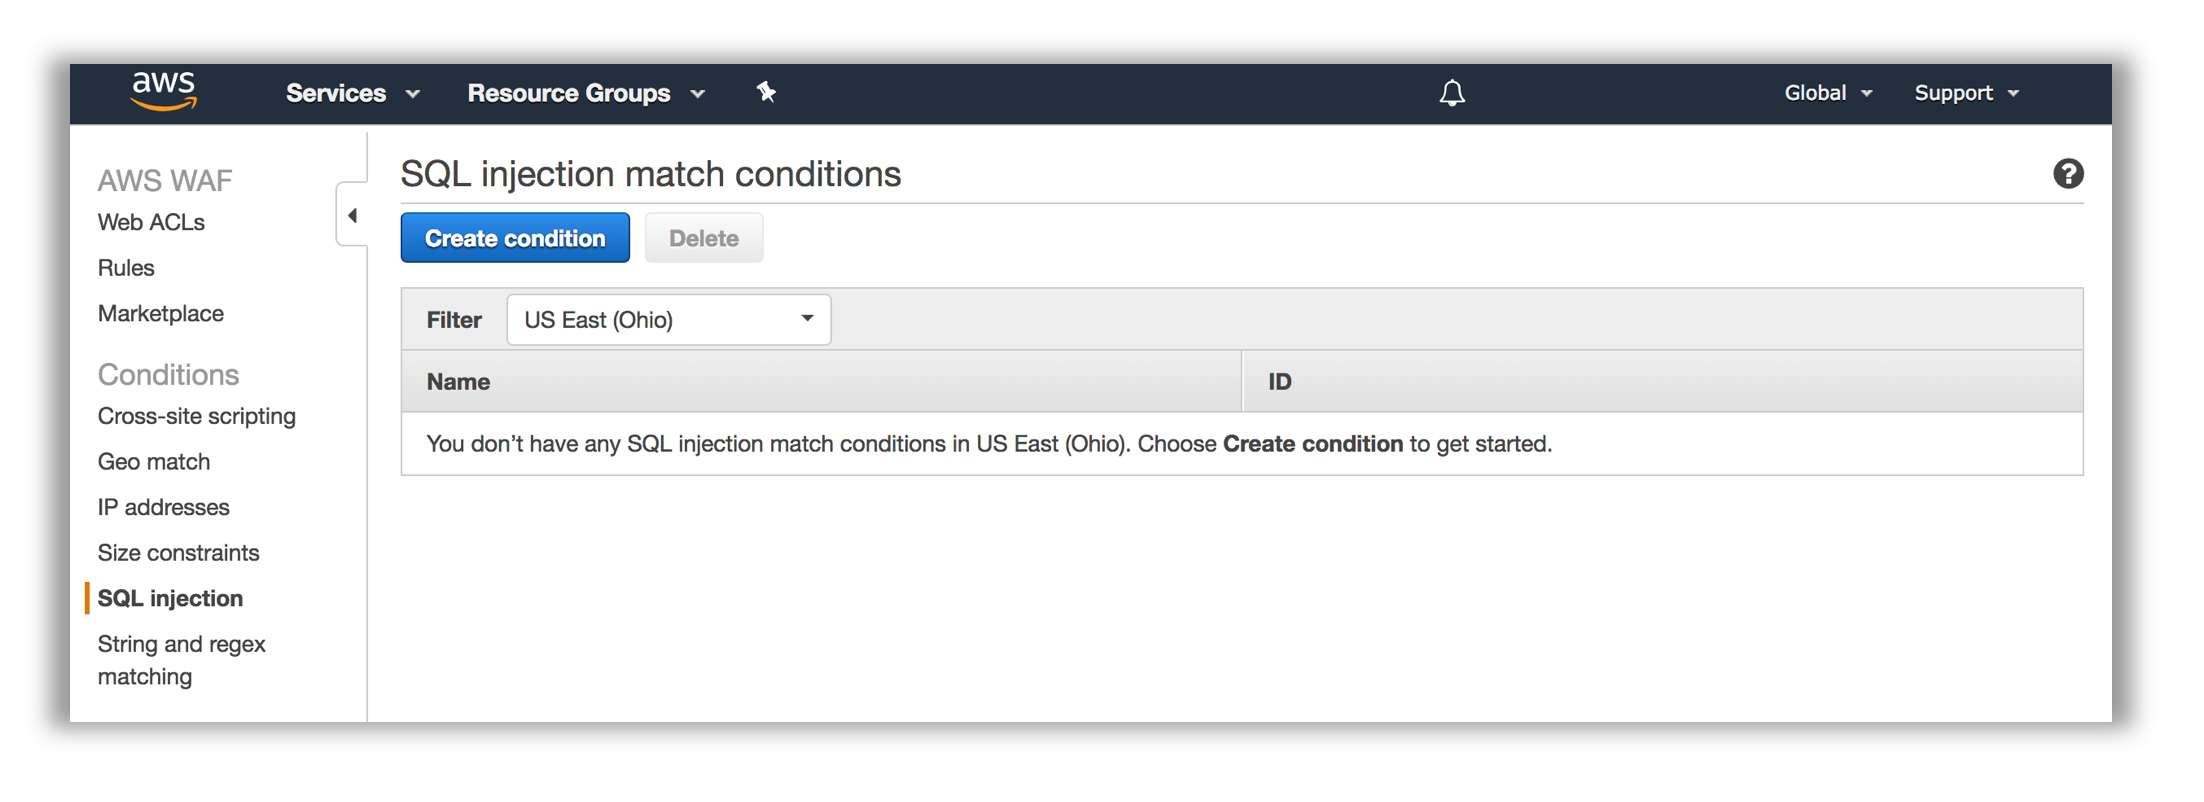 aws
Services
Resource Groups
Global
Support
AWS WAF
Web ACLs
Rules
Marketplace
Conditions
Cross-site scripting
Geo match
IP addresses
Size constraints
SQL injection
String and regex
matching
SQL injection match conditions
?
Create condition
Delete
Filter
US East (Ohio)
Name
ID
You don’t have any SQL injection match conditions in US East (Ohio). Choose Create condition to get started.